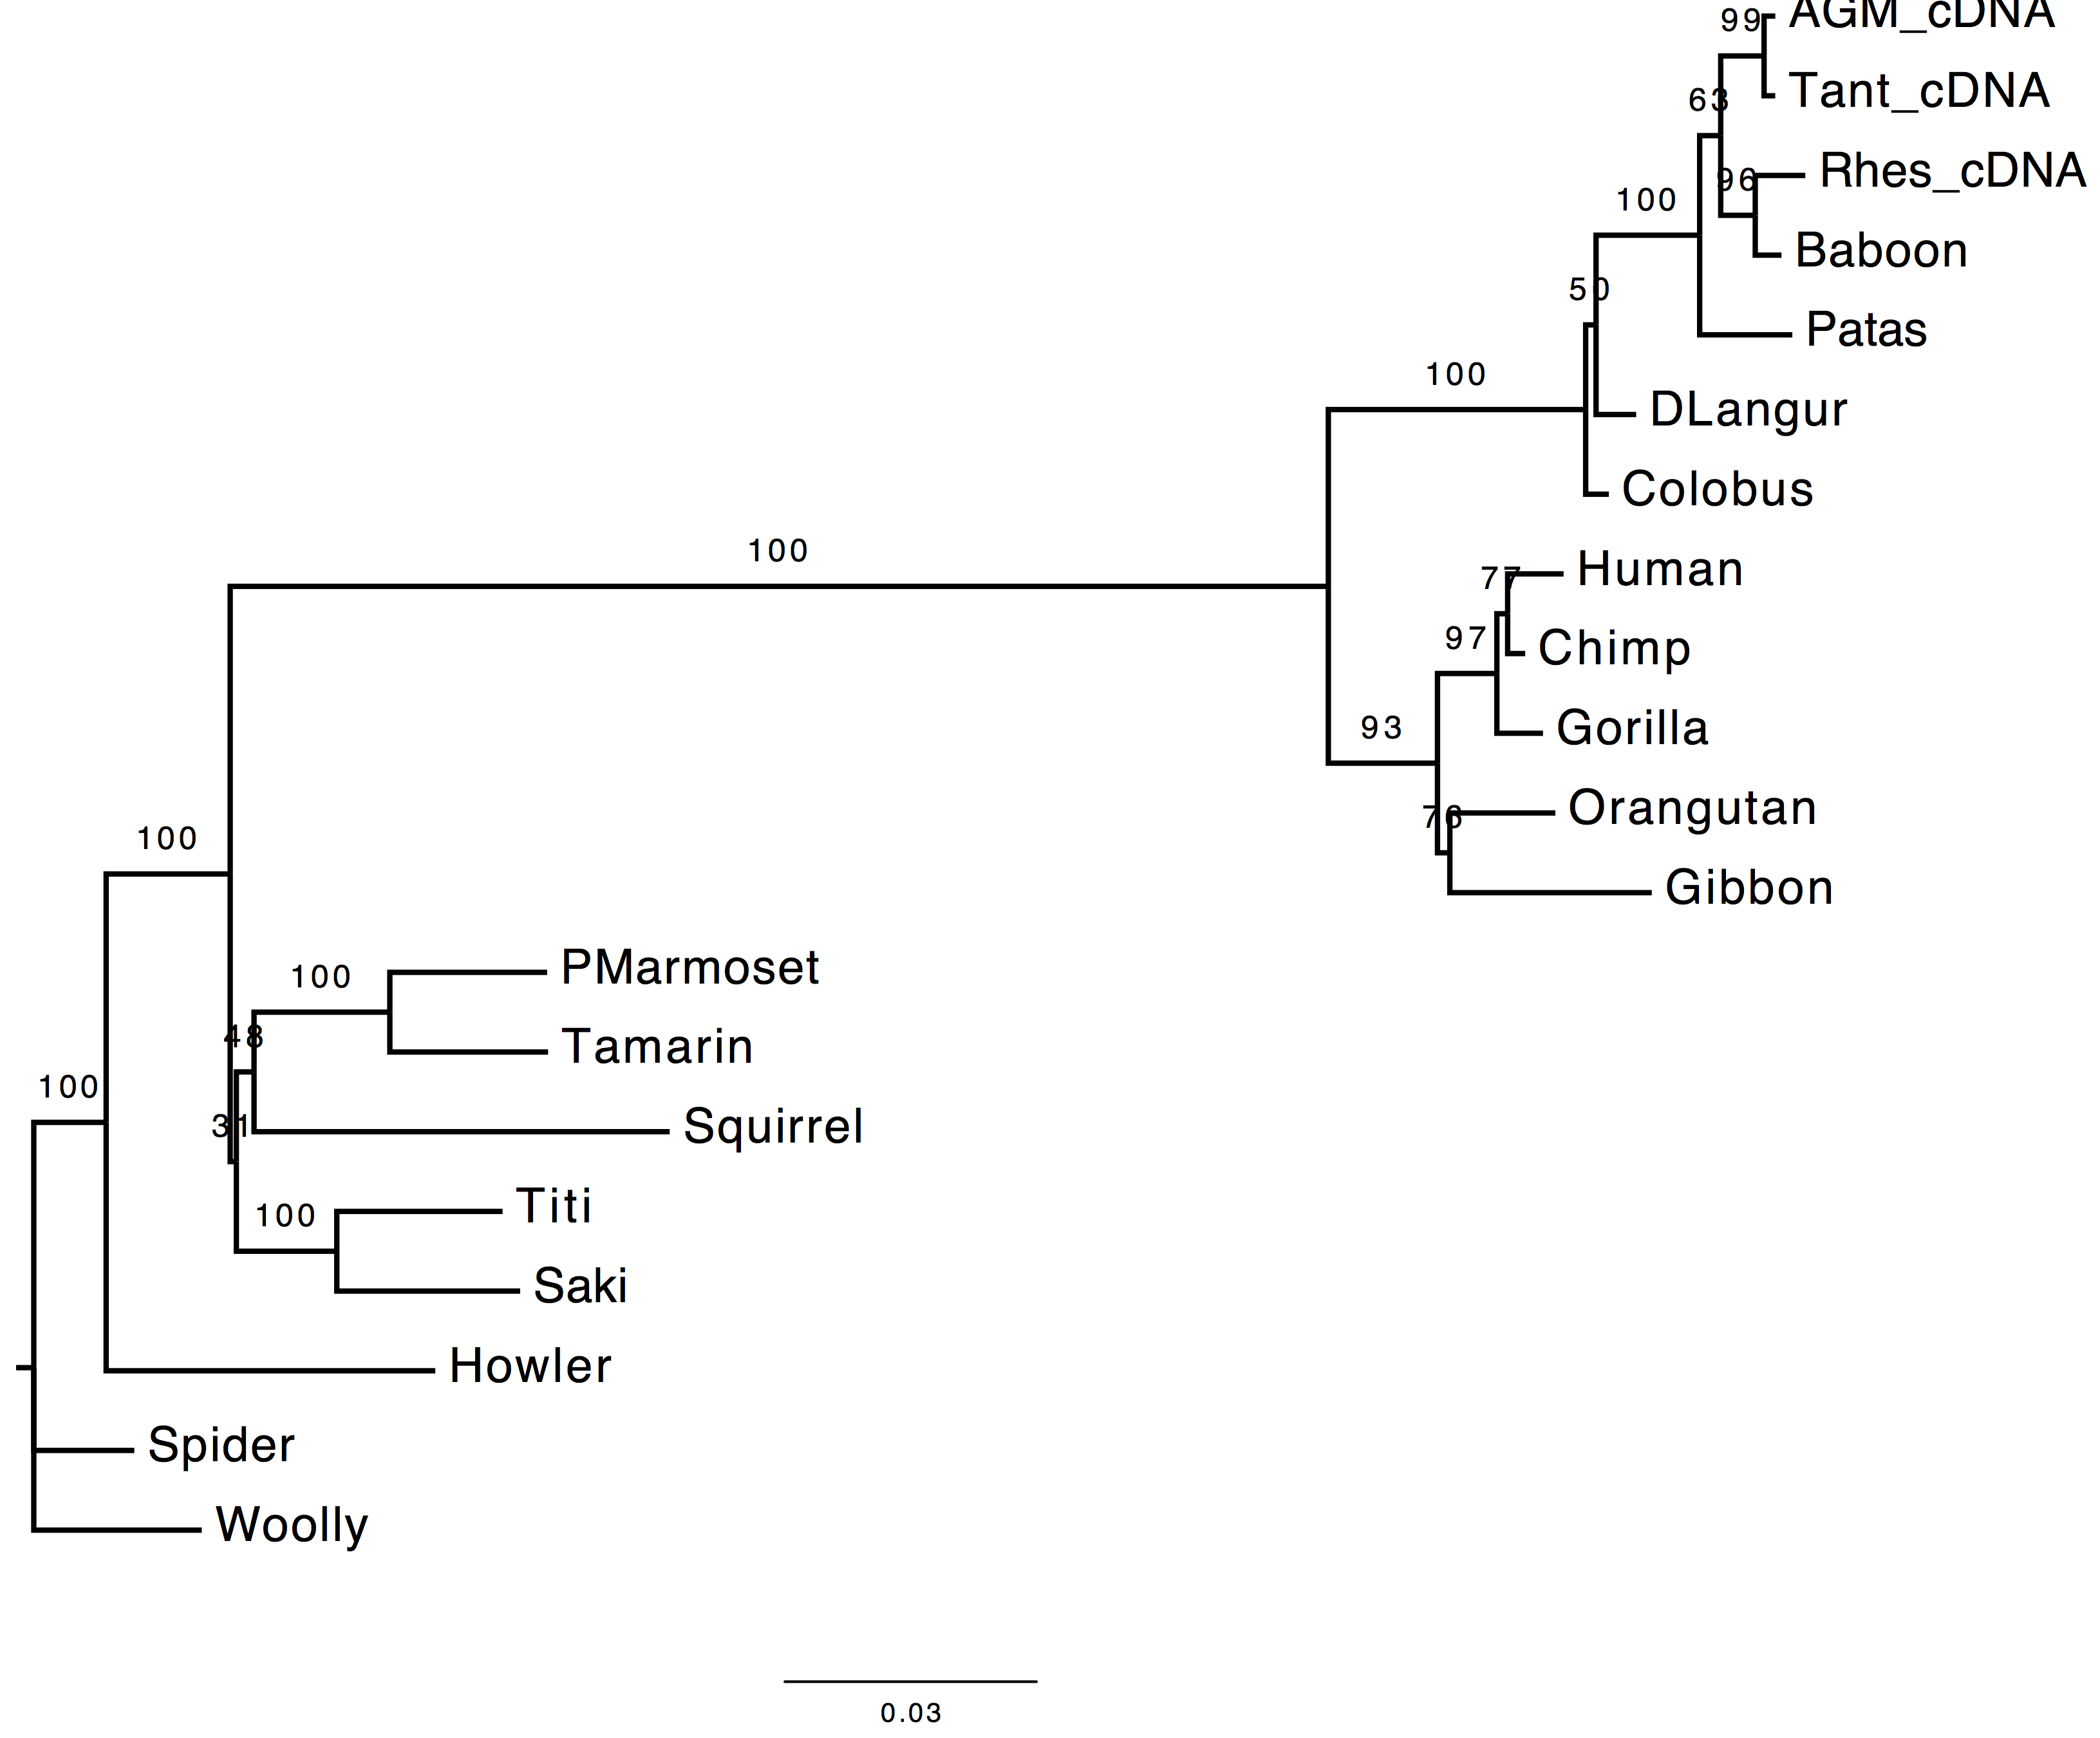 99 AGM_cDNA
Tant_cDNA
63
96 Rhes_cDNA
100
Baboon
50
Patas
100
DLangur
Colobus
100
77 Human
97 Chimp
93 Gorilla
76 Orangutan
100
Gibbon
100 PMarmoset
48 Tamarin
100
31 Squirrel
100 Titi
Saki
Howler
Spider
Woolly
0.03